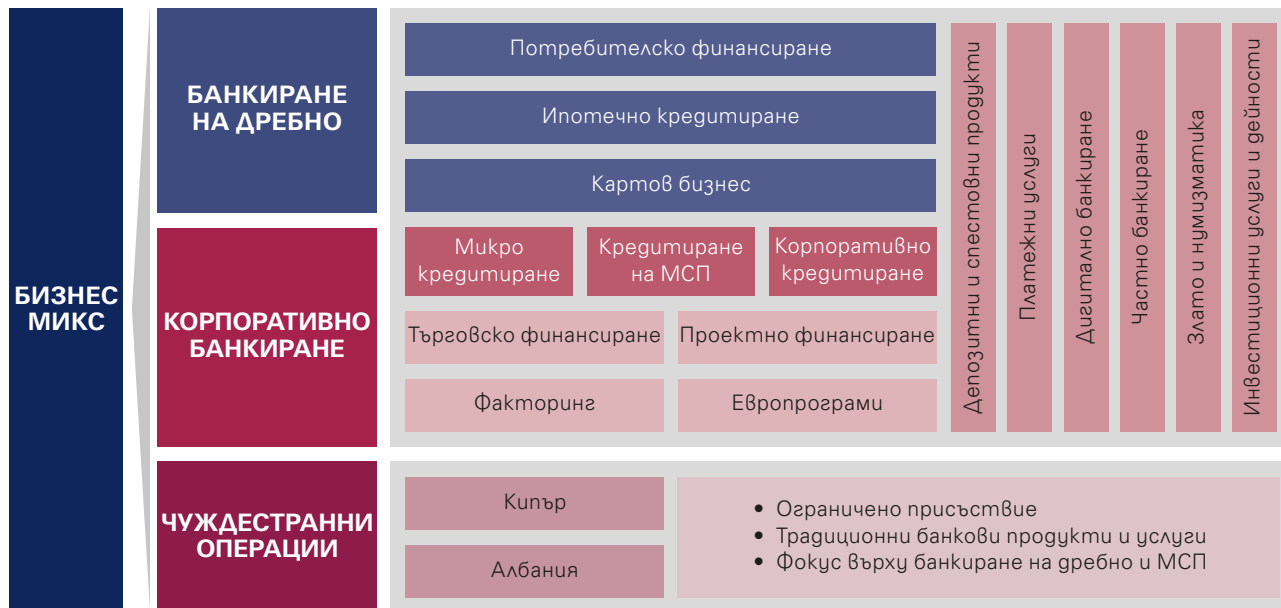 БИЗНЕС
МИКС
БАНКИРАНЕ
НА ДРЕБНО
Потребителско финансиране
Ипотечно кредитиране
Картов бизнес
КОРПОРАТИВНО
БАНКИРАНЕ
Микро
кредитиране
Кредитиране
на МСП
Корпоративно
кредитиране
Търговско финансиране
Проектно финансиране
Факторинг
Европрограми
Депозитни и спестовни продукти
Платежни услуги
Дигитално банкиране
Частно банкиране
Злато и нумизматика
Инвестиционни услуги и дейности
ЧУЖДЕСТРАННИ
ОПЕРАЦИИ
Кипър
Албания
• Ограничено присъствие
• Традиционни банкови продукти и услуги
• Фокус върху банкиране на дребно и МСП